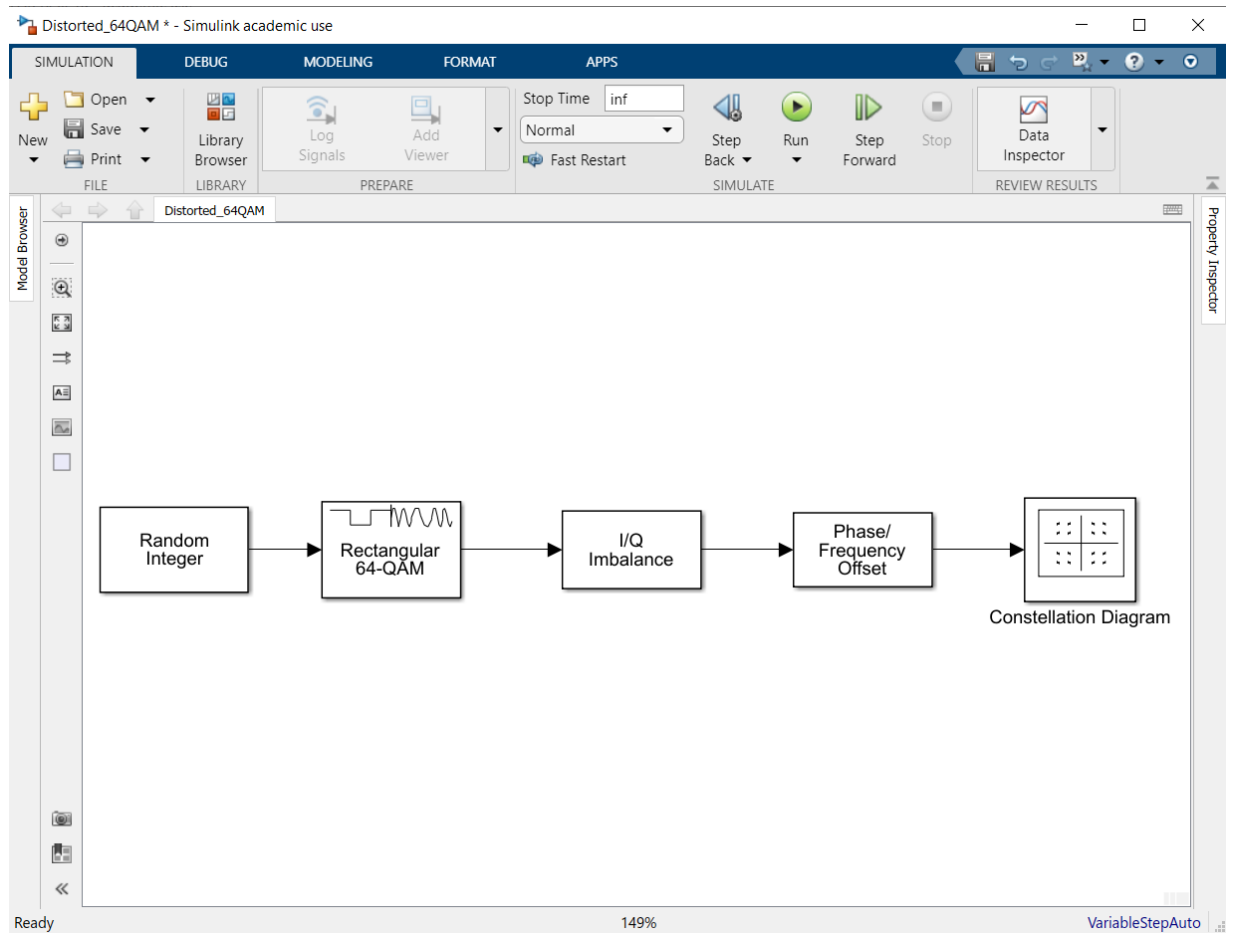 Distorted_64QAM * - Simulink academic use
SIMULATION
DEBUG
MODELING
FORMAT
APPS
New
Open
Save
Print
FILE
Library
Browser
LIBRARY
Log
Signals
Add
Viewer
PREPARE
Stop Time
inf
Normal
Fast Restart
Step
Back
Run
Step
Forward
Stop
SIMULATE
Data
Inspector
REVIEW RESULTS
Model Browser
Distorted_64QAM
Property Inspector
Random
Integer
Rectangular
64-QAM
I/Q
Imbalance
Phase/
Frequency
Offset
Constellation Diagram
Ready
149%
VariableStepAuto